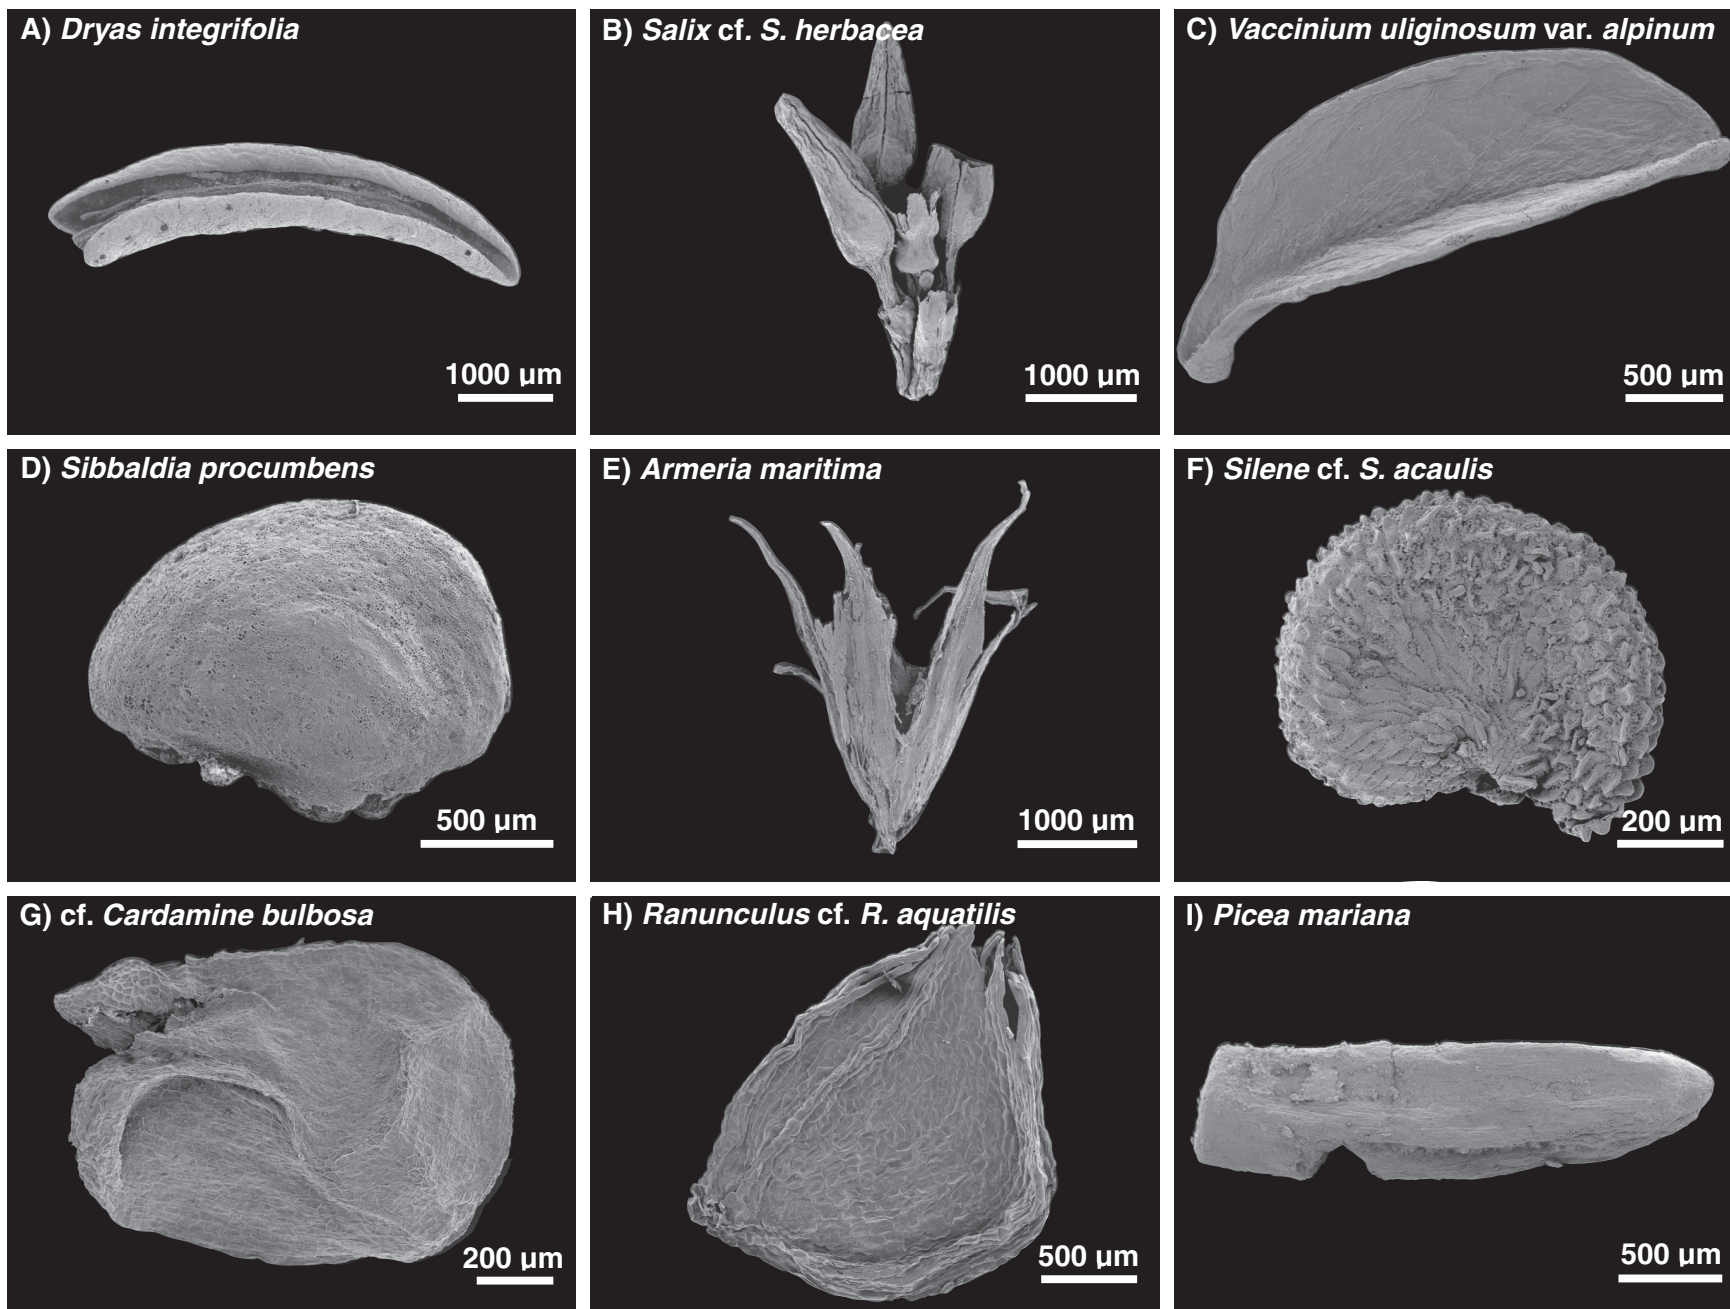 A) Dryas integrifolia
1000 µm
B) Salix cf. S. herbacea
1000 µm
C) Vaccinium uliginosum var. alpinum
500 µm
D) Sibbaldia procumbens
500 µm
E) Armeria maritima
1000 µm
F) Silene cf. S. acaulis
200 µm
G) cf. Cardamine bulbosa
200 µm
H) Ranunculus cf. R. aquatilis
500 µm
I) Picea mariana
500 µm